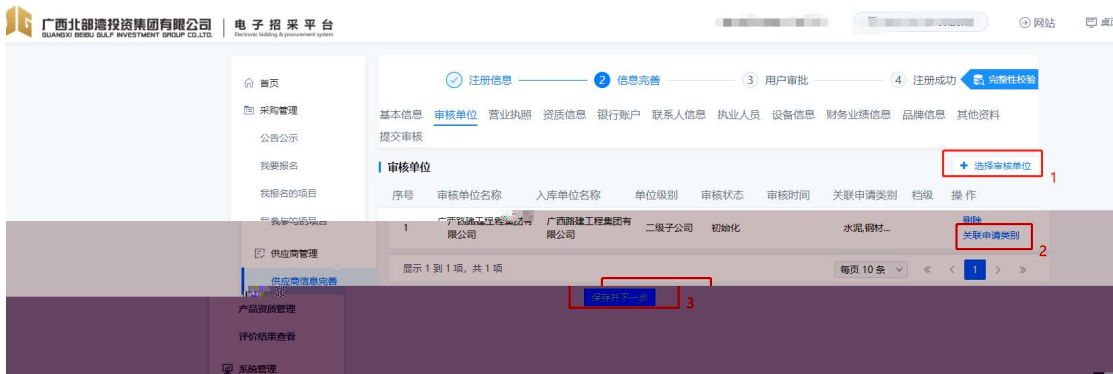 广西北部湾投资集团有限公司
GUANGXI BEIBU GULF INVESTMENT GROUP CO.,LTD.
电子招采平台
Electronic bidding & procurement system
网站
首页
采购管理
公告公示
我要报名
我报名的项目
供应商管理
供应商信息完善
产品资质管理
评价结果查看
系统管理
注册信息
2 信息完善
3 用户审批
4 注册成功
完整性校验
基本信息 审核单位 营业执照 资质信息 银行账户 联系人信息 执业人员 设备信息 财务业绩信息 品牌信息 其他资料
提交审核
审核单位
+ 选择审核单位
1
序号 审核单位名称 入库单位名称 单位级别 审核状态 审核时间 关联申请类别 档级 操作
1 广西路建工程集团有限公司 广西路建工程集团有限公司 二级子公司 初始化 水泥,钢材... 删除
关联申请类别
2
显示 1 到 1 项, 共 1 项
每页 10 条 « < 1 > »
保存并下一步
3